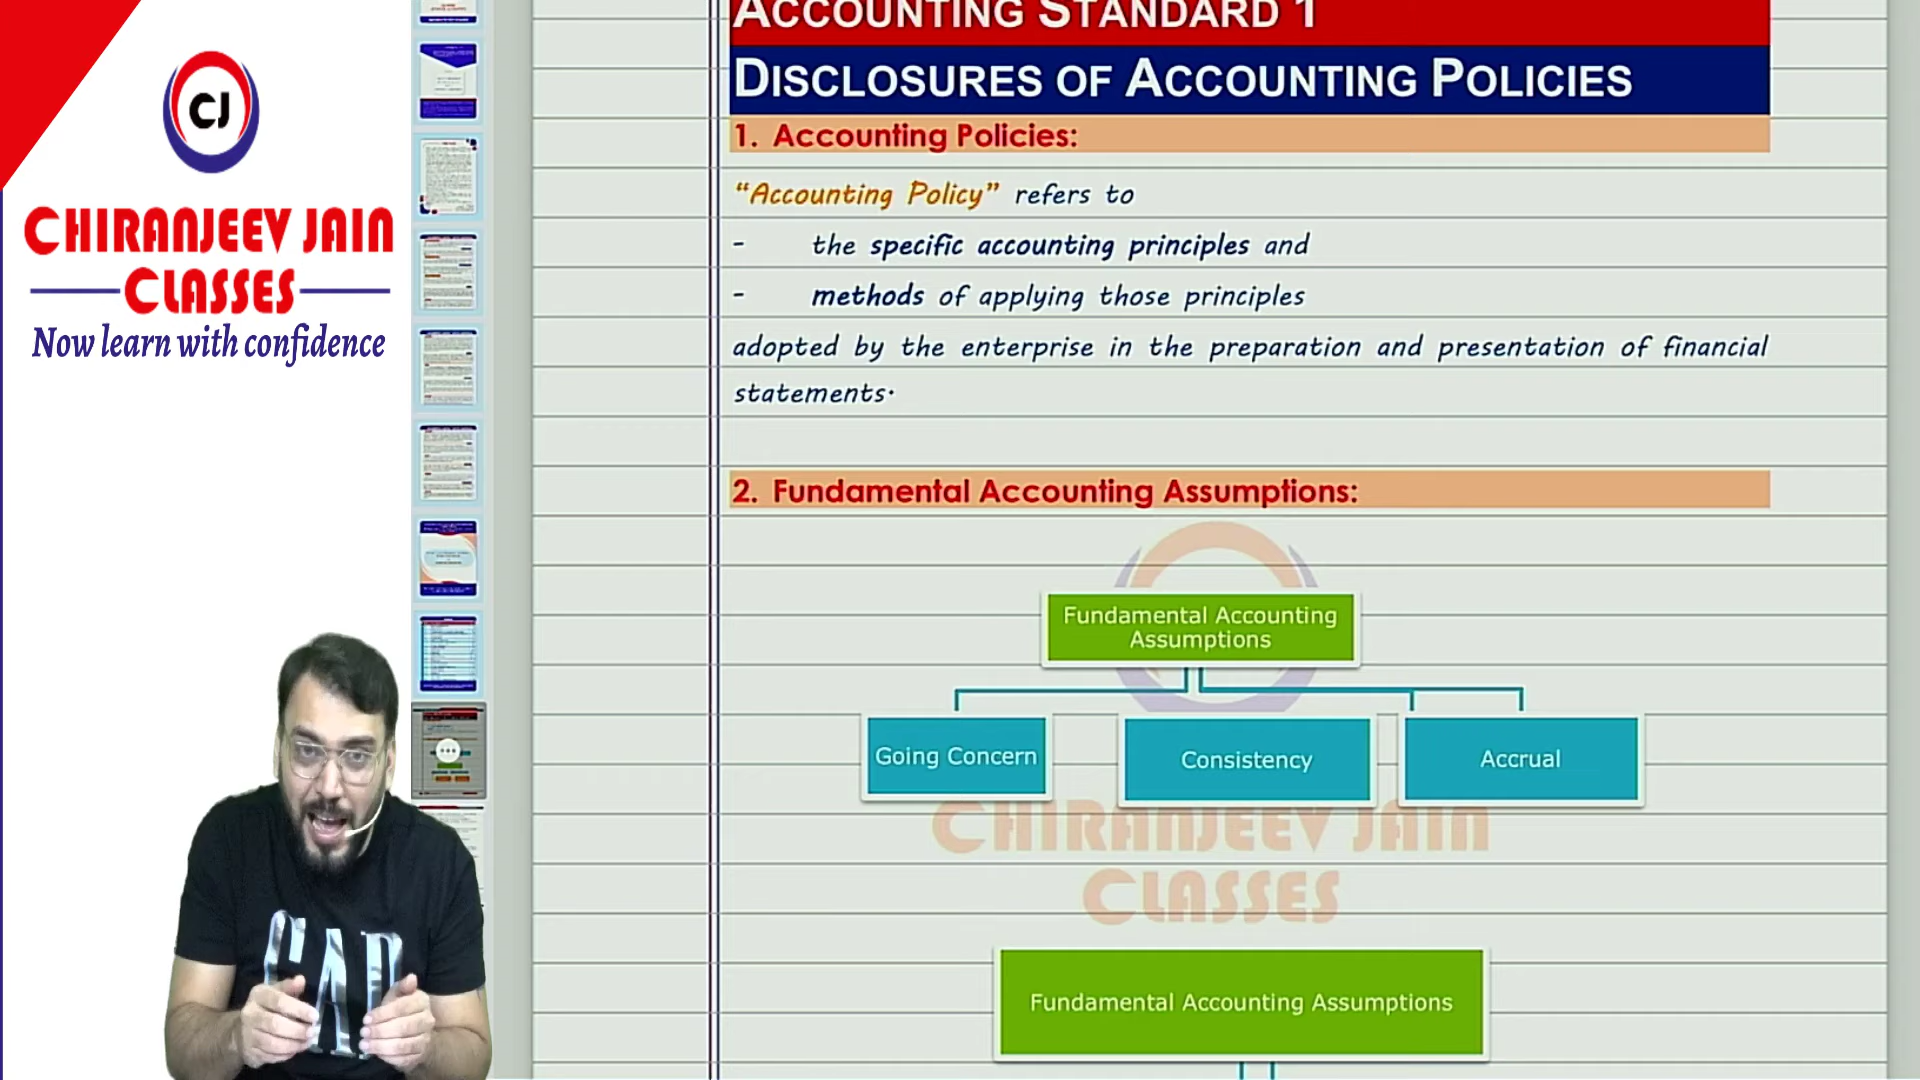 CJ
CHIRANJEEV JAIN
CLASSES
Now learn with confidence
ACCOUNTING STANDARD 1
DISCLOSURES OF ACCOUNTING POLICIES
1. Accounting Policies:
“Accounting Policy” refers to
- the specific accounting principles and
- methods of applying those principles
adopted by the enterprise in the preparation and presentation of financial
statements.
2. Fundamental Accounting Assumptions:
Fundamental Accounting
Assumptions
Going Concern
Consistency
Accrual
CHIRANJEEV JAIN
CLASSES
Fundamental Accounting Assumptions
GAP